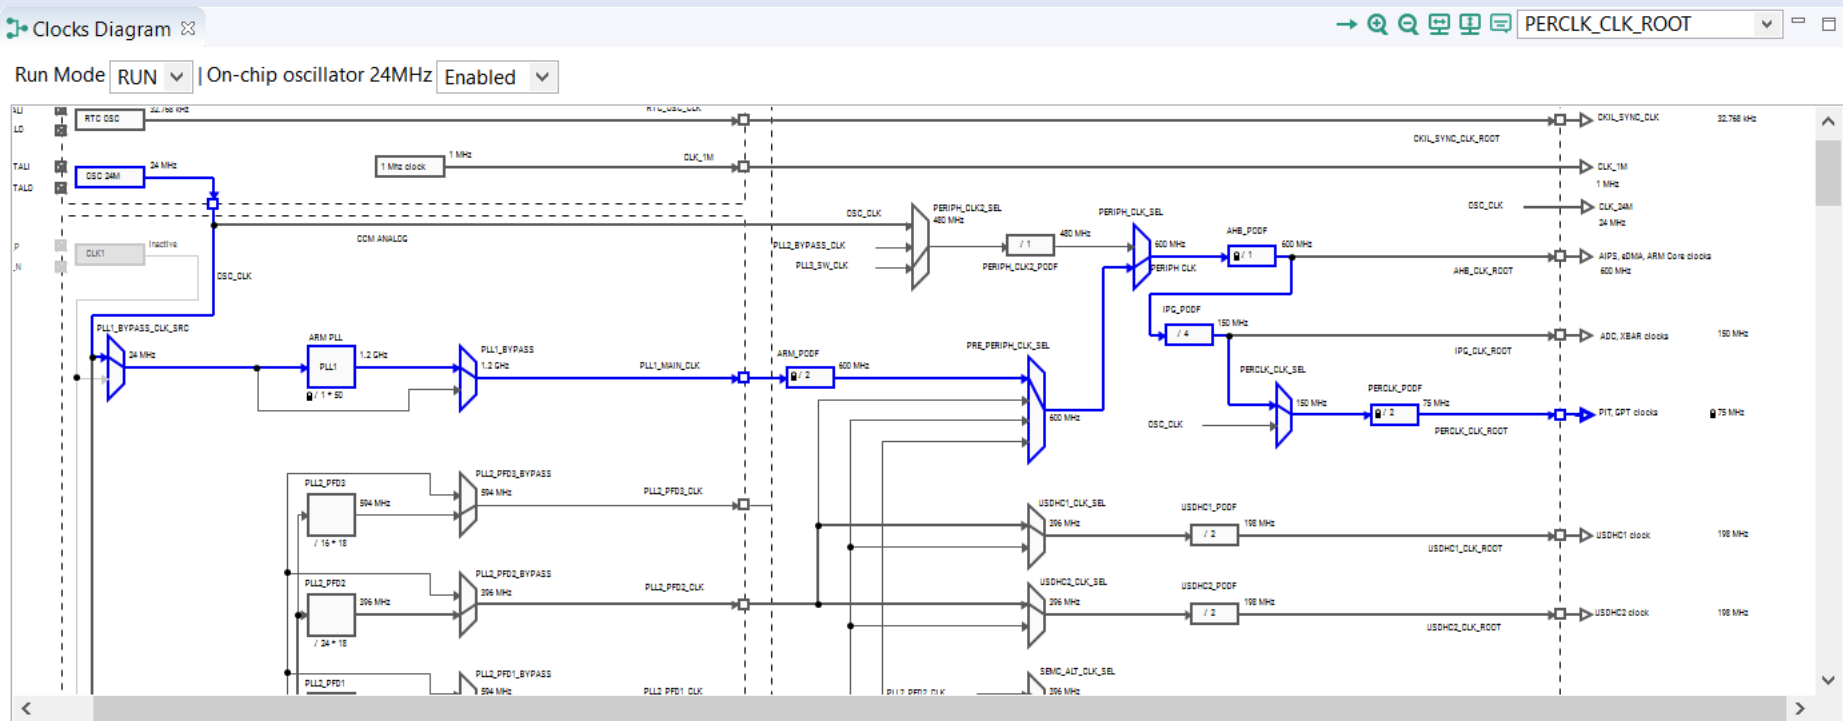 Clocks Diagram
PERCLK_CLK_ROOT
Run Mode RUN | On-chip oscillator 24MHz Enabled
ALI
LO
RTC OSC
32.768 kHz
RTC_OSC_CLK
CKIL_SYNC_CLK
32.768 kHz
CKIL_SYNC_CLK_ROOT
TALI
TALO
OSC 24M
24 MHz
1 Mhz clock
1 MHz
CLK_1M
CLK_1M
1 MHz
OSC_CLK
CLK_24M
24 MHz
CCM ANALOG
OSC_CLK
PLL2_BYPASS_CLK
PLL3_SW_CLK
PERIPH_CLK2_SEL
480 MHz
/ 1
480 MHz
PERIPH_CLK2_PODF
PERIPH_CLK_SEL
600 MHz
PERIPH CLK
AHB_PODF
/ 1
600 MHz
AHB_CLK_ROOT
AIPS, eDMA, ARM Core clocks
600 MHz
P
_N
CLK1
Inactive
OSC_CLK
PLL1_BYPASS_CLK_SRC
24 MHz
ARM PLL
PLL1
1.2 GHz
/ 1 * 50
PLL1_BYPASS
1.2 GHz
PLL1_MAIN_CLK
ARM_PODF
/ 2
600 MHz
PRE_PERIPH_CLK_SEL
600 MHz
IPG_PODF
/ 4
150 MHz
IPG_CLK_ROOT
ADC, XBAR clocks
150 MHz
PERCLK_CLK_SEL
150 MHz
OSC_CLK
PERCLK_PODF
/ 2
75 MHz
PERCLK_CLK_ROOT
PIT, GPT clocks
75 MHz
PLL2_PFD3
594 MHz
/ 16 * 18
PLL2_PFD3_BYPASS
594 MHz
PLL2_PFD3_CLK
USDHC1_CLK_SEL
396 MHz
USDHC1_PODF
/ 2
198 MHz
USDHC1_CLK_ROOT
USDHC1 clock
198 MHz
PLL2_PFD2
396 MHz
/ 24 * 18
PLL2_PFD2_BYPASS
396 MHz
PLL2_PFD2_CLK
USDHC2_CLK_SEL
396 MHz
USDHC2_PODF
/ 2
198 MHz
USDHC2_CLK_ROOT
USDHC2 clock
198 MHz
PLL2_PFD1
PLL2_PFD1_BYPASS
594 MHz
PLL2_PFD1_CLK
PLL2_PFD2_CLK
SEMC_ALT_CLK_SEL
396 MHz